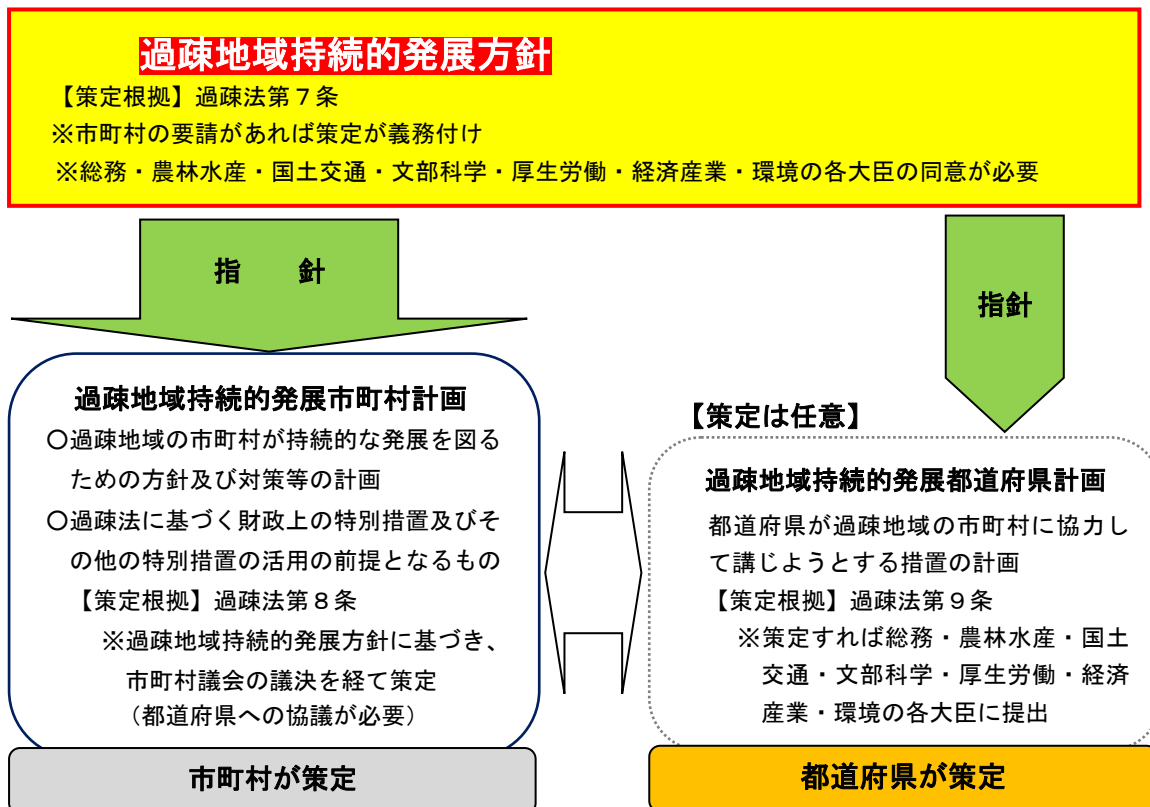 過疎地域持続的発展方針
【策定根拠】過疎法第７条
※市町村の要請があれば策定が義務付け
※総務・農林水産・国土交通・文部科学・厚生労働・経済産業・環境の各大臣の同意が必要
指　　針
指針
過疎地域持続的発展市町村計画
〇過疎地域の市町村が持続的な発展を図る
ための方針及び対策等の計画
〇過疎法に基づく財政上の特別措置及びそ
の他の特別措置の活用の前提となるもの
【策定根拠】過疎法第８条
※過疎地域持続的発展方針に基づき、
市町村議会の議決を経て策定
（都道府県への協議が必要）
市町村が策定
【策定は任意】
過疎地域持続的発展都道府県計画
都道府県が過疎地域の市町村に協力し
て講じようとする措置の計画
【策定根拠】過疎法第９条
※策定すれば総務・農林水産・国土
交通・文部科学・厚生労働・経済
産業・環境の各大臣に提出
都道府県が策定